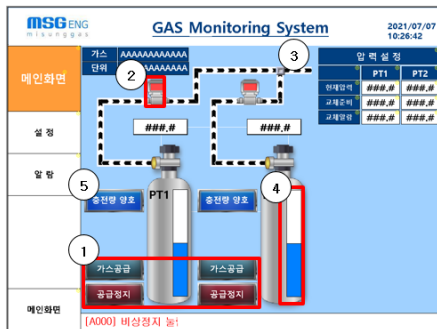 MSG ENG
misunggas
GAS Monitoring System
2021/07/07
10:26:42
메인화면
설 정
알 람
메인화면
가스 AAAAAAAAAAAA
단위 AAAAAAAAAA
②
③
###.#
###.#
압 력 설 정
PT1 PT2
현재압력 ###.# ###.#
교체준비 ###.# ###.#
교체알람 ###.# ###.#
⑤
충전량 양호
PT1
충전량 양호
④
①
가스공급
가스공급
공급정지
공급정지
[A000] 비상정지 눌